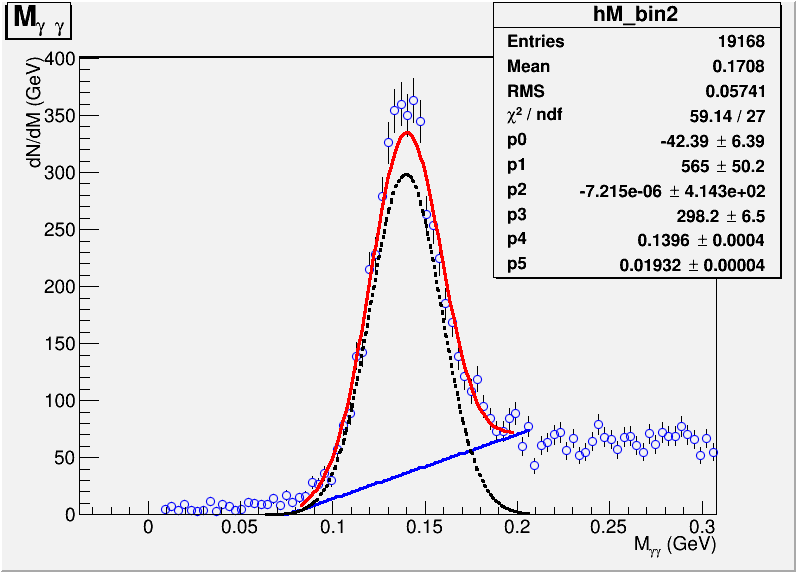 M γ γ
hM_bin2
Entries 19168
Mean 0.1708
RMS 0.05741
χ² / ndf 59.14 / 27
p0 -42.39 ± 6.39
p1 565 ± 50.2
p2 -7.215e-06 ± 4.143e+02
p3 298.2 ± 6.5
p4 0.1396 ± 0.0004
p5 0.01932 ± 0.00004
dN/dM (GeV)
400
350
300
250
200
150
100
50
0
0 0.05 0.1 0.15 0.2 0.25 0.3
Mγγ (GeV)